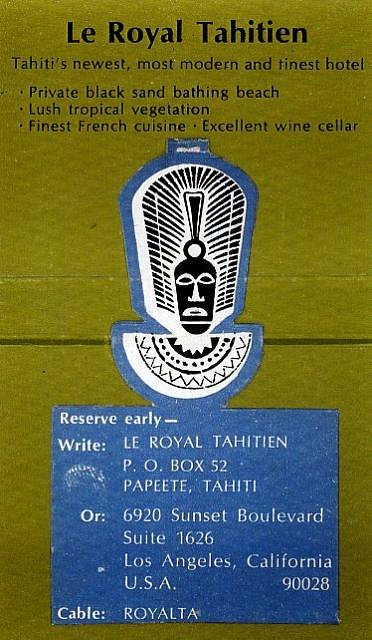 Le Royal Tahitien
Tahiti's newest, most modern and finest hotel
· Private black sand bathing beach
· Lush tropical vegetation
· Finest French cuisine · Excellent wine cellar
Reserve early—
Write: LE ROYAL TAHITIEN
P. O. BOX 52
PAPEETE, TAHITI
Or: 6920 Sunset Boulevard
Suite 1626
Los Angeles, California
U.S.A. 90028
Cable: ROYALTA